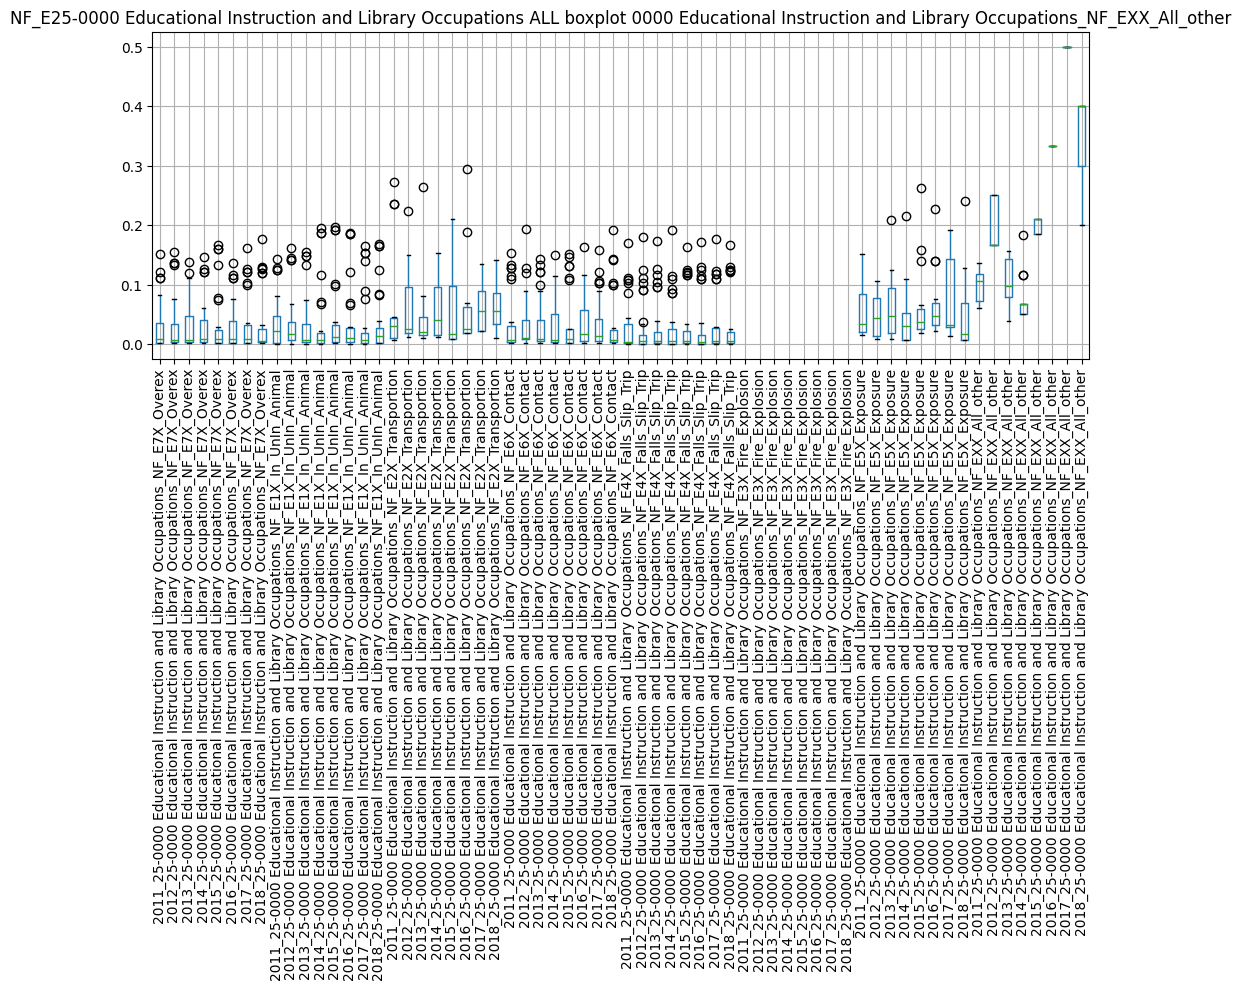 NF_E25-0000 Educational Instruction and Library Occupations ALL boxplot 0000 Educational Instruction and Library Occupations_NF_EXX_All_other
0.5
0.4
0.3
0.2
0.1
0.0
2011_25-0000 Educational Instruction and Library Occupations_NF_E7X_Overex
2012_25-0000 Educational Instruction and Library Occupations_NF_E7X_Overex
2013_25-0000 Educational Instruction and Library Occupations_NF_E7X_Overex
2014_25-0000 Educational Instruction and Library Occupations_NF_E7X_Overex
2015_25-0000 Educational Instruction and Library Occupations_NF_E7X_Overex
2016_25-0000 Educational Instruction and Library Occupations_NF_E7X_Overex
2017_25-0000 Educational Instruction and Library Occupations_NF_E7X_Overex
2018_25-0000 Educational Instruction and Library Occupations_NF_E7X_Overex
2011_25-0000 Educational Instruction and Library Occupations_NF_E1X_In_UnIn_Animal
2012_25-0000 Educational Instruction and Library Occupations_NF_E1X_In_UnIn_Animal
2013_25-0000 Educational Instruction and Library Occupations_NF_E1X_In_UnIn_Animal
2014_25-0000 Educational Instruction and Library Occupations_NF_E1X_In_UnIn_Animal
2015_25-0000 Educational Instruction and Library Occupations_NF_E1X_In_UnIn_Animal
2016_25-0000 Educational Instruction and Library Occupations_NF_E1X_In_UnIn_Animal
2017_25-0000 Educational Instruction and Library Occupations_NF_E1X_In_UnIn_Animal
2018_25-0000 Educational Instruction and Library Occupations_NF_E1X_In_UnIn_Animal
2011_25-0000 Educational Instruction and Library Occupations_NF_E2X_Transportion
2012_25-0000 Educational Instruction and Library Occupations_NF_E2X_Transportion
2013_25-0000 Educational Instruction and Library Occupations_NF_E2X_Transportion
2014_25-0000 Educational Instruction and Library Occupations_NF_E2X_Transportion
2015_25-0000 Educational Instruction and Library Occupations_NF_E2X_Transportion
2016_25-0000 Educational Instruction and Library Occupations_NF_E2X_Transportion
2017_25-0000 Educational Instruction and Library Occupations_NF_E2X_Transportion
2018_25-0000 Educational Instruction and Library Occupations_NF_E2X_Transportion
2011_25-0000 Educational Instruction and Library Occupations_NF_E6X_Contact
2012_25-0000 Educational Instruction and Library Occupations_NF_E6X_Contact
2013_25-0000 Educational Instruction and Library Occupations_NF_E6X_Contact
2014_25-0000 Educational Instruction and Library Occupations_NF_E6X_Contact
2015_25-0000 Educational Instruction and Library Occupations_NF_E6X_Contact
2016_25-0000 Educational Instruction and Library Occupations_NF_E6X_Contact
2017_25-0000 Educational Instruction and Library Occupations_NF_E6X_Contact
2018_25-0000 Educational Instruction and Library Occupations_NF_E6X_Contact
2011_25-0000 Educational Instruction and Library Occupations_NF_E4X_Falls_Slip_Trip
2012_25-0000 Educational Instruction and Library Occupations_NF_E4X_Falls_Slip_Trip
2013_25-0000 Educational Instruction and Library Occupations_NF_E4X_Falls_Slip_Trip
2014_25-0000 Educational Instruction and Library Occupations_NF_E4X_Falls_Slip_Trip
2015_25-0000 Educational Instruction and Library Occupations_NF_E4X_Falls_Slip_Trip
2016_25-0000 Educational Instruction and Library Occupations_NF_E4X_Falls_Slip_Trip
2017_25-0000 Educational Instruction and Library Occupations_NF_E4X_Falls_Slip_Trip
2018_25-0000 Educational Instruction and Library Occupations_NF_E4X_Falls_Slip_Trip
2011_25-0000 Educational Instruction and Library Occupations_NF_E3X_Fire_Explosion
2012_25-0000 Educational Instruction and Library Occupations_NF_E3X_Fire_Explosion
2013_25-0000 Educational Instruction and Library Occupations_NF_E3X_Fire_Explosion
2014_25-0000 Educational Instruction and Library Occupations_NF_E3X_Fire_Explosion
2015_25-0000 Educational Instruction and Library Occupations_NF_E3X_Fire_Explosion
2016_25-0000 Educational Instruction and Library Occupations_NF_E3X_Fire_Explosion
2017_25-0000 Educational Instruction and Library Occupations_NF_E3X_Fire_Explosion
2018_25-0000 Educational Instruction and Library Occupations_NF_E3X_Fire_Explosion
2011_25-0000 Educational Instruction and Library Occupations_NF_E5X_Exposure
2012_25-0000 Educational Instruction and Library Occupations_NF_E5X_Exposure
2013_25-0000 Educational Instruction and Library Occupations_NF_E5X_Exposure
2014_25-0000 Educational Instruction and Library Occupations_NF_E5X_Exposure
2015_25-0000 Educational Instruction and Library Occupations_NF_E5X_Exposure
2016_25-0000 Educational Instruction and Library Occupations_NF_E5X_Exposure
2017_25-0000 Educational Instruction and Library Occupations_NF_E5X_Exposure
2018_25-0000 Educational Instruction and Library Occupations_NF_E5X_Exposure
2011_25-0000 Educational Instruction and Library Occupations_NF_EXX_All_other
2012_25-0000 Educational Instruction and Library Occupations_NF_EXX_All_other
2013_25-0000 Educational Instruction and Library Occupations_NF_EXX_All_other
2014_25-0000 Educational Instruction and Library Occupations_NF_EXX_All_other
2015_25-0000 Educational Instruction and Library Occupations_NF_EXX_All_other
2016_25-0000 Educational Instruction and Library Occupations_NF_EXX_All_other
2017_25-0000 Educational Instruction and Library Occupations_NF_EXX_All_other
2018_25-0000 Educational Instruction and Library Occupations_NF_EXX_All_other